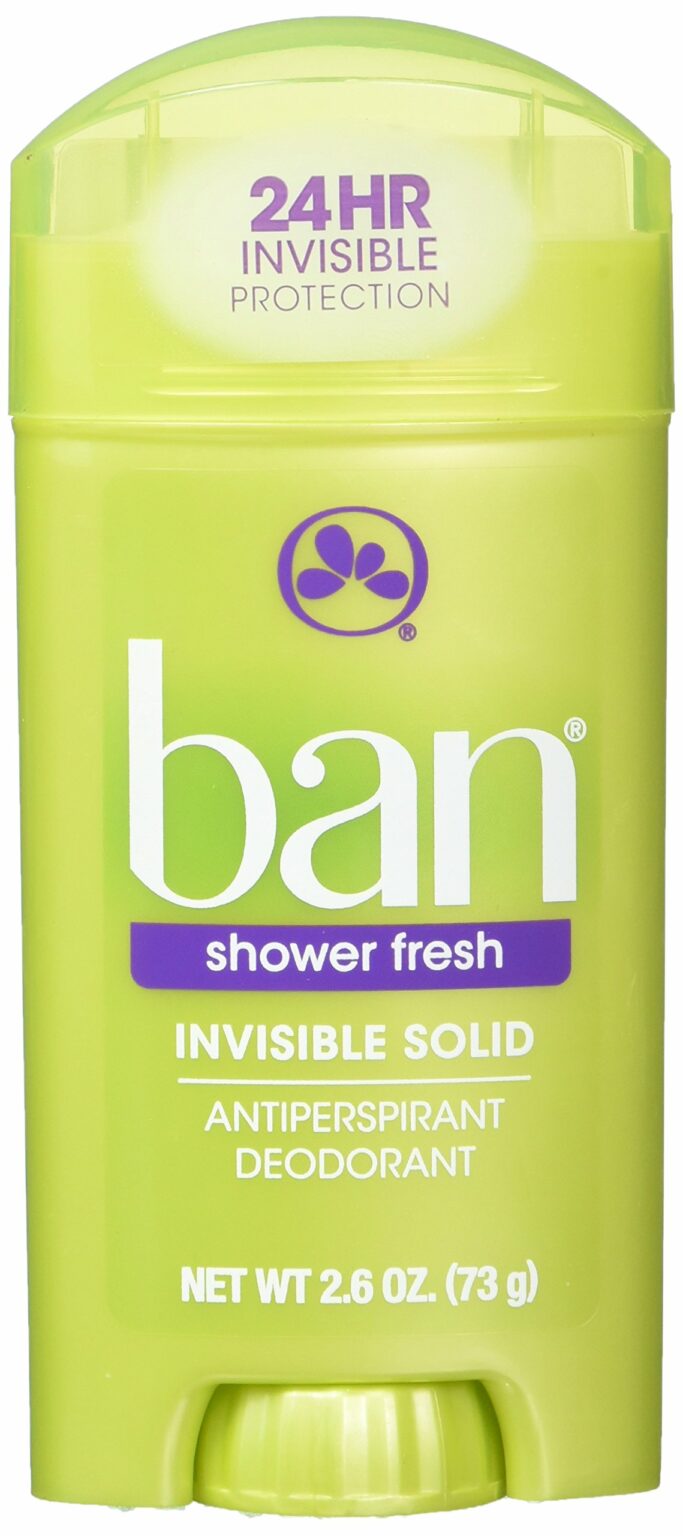 24HR
INVISIBLE
PROTECTION
®
ban®
shower fresh
INVISIBLE SOLID
ANTIPERSPIRANT
DEODORANT
NET WT 2.6 OZ. (73 g)